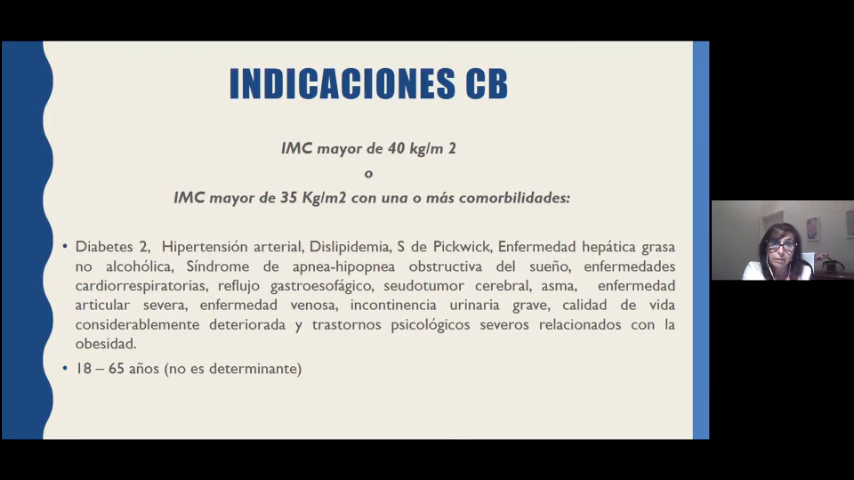 INDICACIONES CB
IMC mayor de 40 kg/m 2
o
IMC mayor de 35 Kg/m2 con una o más comorbilidades:
• Diabetes 2, Hipertensión arterial, Dislipidemia, S de Pickwick, Enfermedad hepática grasa
no alcohólica, Síndrome de apnea-hipopnea obstructiva del sueño, enfermedades
cardiorrespiratorias, reflujo gastroesofágico, seudotumor cerebral, asma, enfermedad
articular severa, enfermedad venosa, incontinencia urinaria grave, calidad de vida
considerablemente deteriorada y trastornos psicológicos severos relacionados con la
obesidad.
• 18 – 65 años (no es determinante)